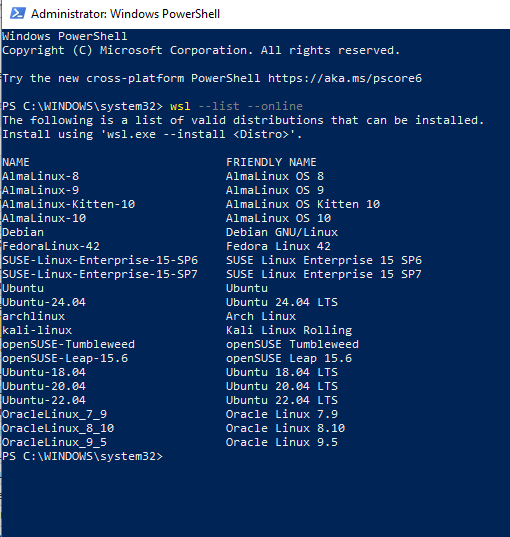 Administrator: Windows PowerShell
Windows PowerShell
Copyright (C) Microsoft Corporation. All rights reserved.
Try the new cross-platform PowerShell https://aka.ms/pscore6
PS C:\WINDOWS\system32> wsl --list --online
The following is a list of valid distributions that can be installed.
Install using 'wsl.exe --install <Distro>'.
NAME FRIENDLY NAME
AlmaLinux-8 AlmaLinux OS 8
AlmaLinux-9 AlmaLinux OS 9
AlmaLinux-Kitten-10 AlmaLinux OS Kitten 10
AlmaLinux-10 AlmaLinux OS 10
Debian Debian GNU/Linux
FedoraLinux-42 Fedora Linux 42
SUSE-Linux-Enterprise-15-SP6 SUSE Linux Enterprise 15 SP6
SUSE-Linux-Enterprise-15-SP7 SUSE Linux Enterprise 15 SP7
Ubuntu Ubuntu
Ubuntu-24.04 Ubuntu 24.04 LTS
archlinux Arch Linux
kali-linux Kali Linux Rolling
openSUSE-Tumbleweed openSUSE Tumbleweed
openSUSE-Leap-15.6 openSUSE Leap 15.6
Ubuntu-18.04 Ubuntu 18.04 LTS
Ubuntu-20.04 Ubuntu 20.04 LTS
Ubuntu-22.04 Ubuntu 22.04 LTS
OracleLinux_7_9 Oracle Linux 7.9
OracleLinux_8_10 Oracle Linux 8.10
OracleLinux_9_5 Oracle Linux 9.5
PS C:\WINDOWS\system32>